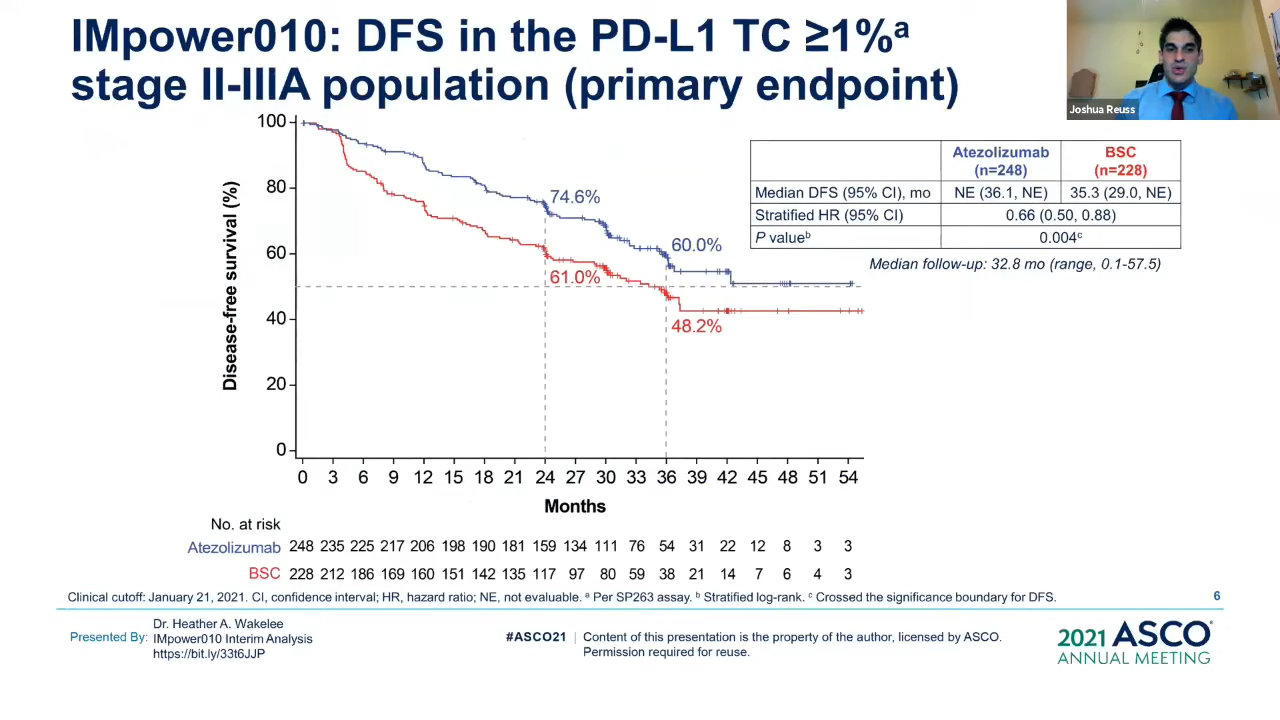 IMpower010: DFS in the PD-L1 TC ≥1%ᵃ
stage II-IIIA population (primary endpoint)
Joshua Reuss
Disease-free survival (%)
100
80
60
40
20
0
74.6%
61.0%
60.0%
48.2%
Atezolizumab (n=248) BSC (n=228)
Median DFS (95% CI), mo NE (36.1, NE) 35.3 (29.0, NE)
Stratified HR (95% CI) 0.66 (0.50, 0.88)
P valueᵇ 0.004ᶜ
Median follow-up: 32.8 mo (range, 0.1-57.5)
0 3 6 9 12 15 18 21 24 27 30 33 36 39 42 45 48 51 54
Months
No. at risk
Atezolizumab 248 235 225 217 206 198 190 181 159 134 111 76 54 31 22 12 8 3 3
BSC 228 212 186 169 160 151 142 135 117 97 80 59 38 21 14 7 6 4 3
Clinical cutoff: January 21, 2021. CI, confidence interval; HR, hazard ratio; NE, not evaluable. ᵃ Per SP263 assay. ᵇ Stratified log-rank. ᶜ Crossed the significance boundary for DFS.
6
Presented By:
Dr. Heather A. Wakelee
IMpower010 Interim Analysis
https://bit.ly/33t6JJP
#ASCO21
Content of this presentation is the property of the author, licensed by ASCO.
Permission required for reuse.
2021 ASCO®
ANNUAL MEETING